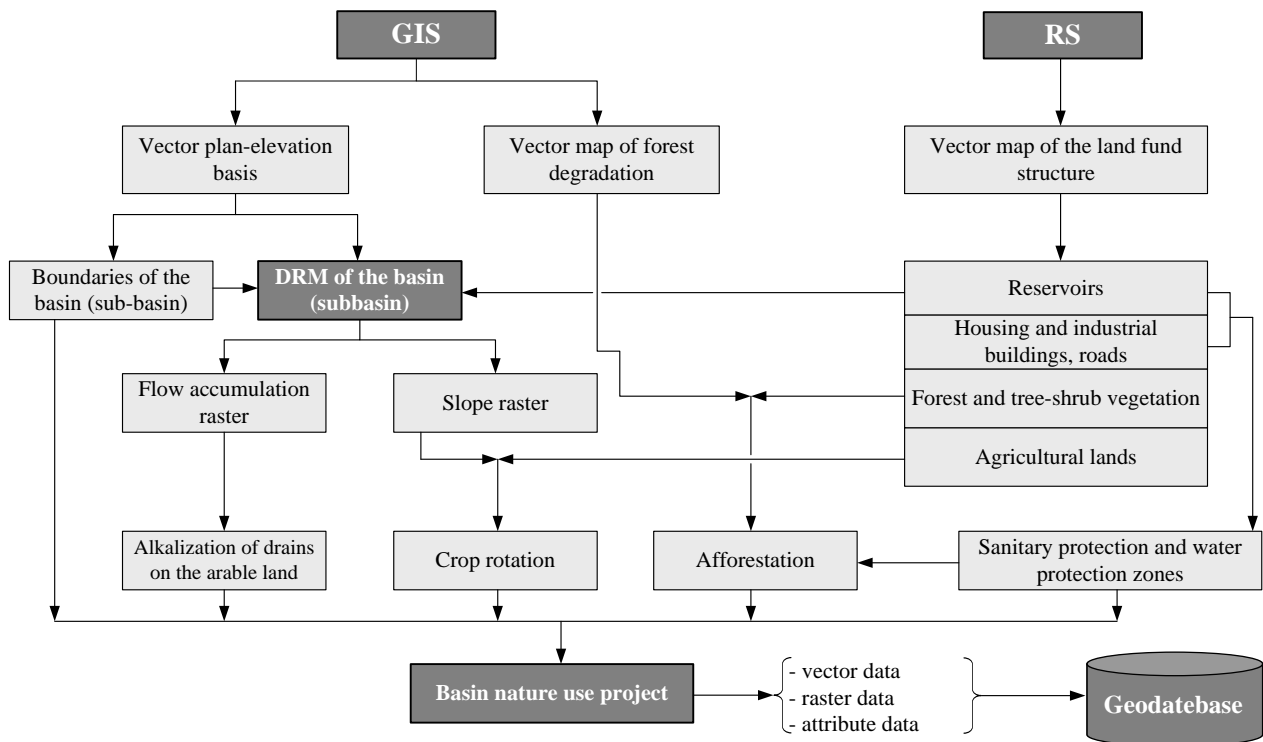 GIS
RS
Vector plan-elevation
basis
Vector map of forest
degradation
Vector map of the land fund
structure
Boundaries of the
basin (sub-basin)
DRM of the basin
(subbasin)
Reservoirs
Housing and industrial
buildings, roads
Flow accumulation
raster
Slope raster
Forest and tree-shrub vegetation
Agricultural lands
Alkalization of drains
on the arable land
Crop rotation
Afforestation
Sanitary protection and water
protection zones
Basin nature use project
- vector data
- raster data
- attribute data
Geodatebase